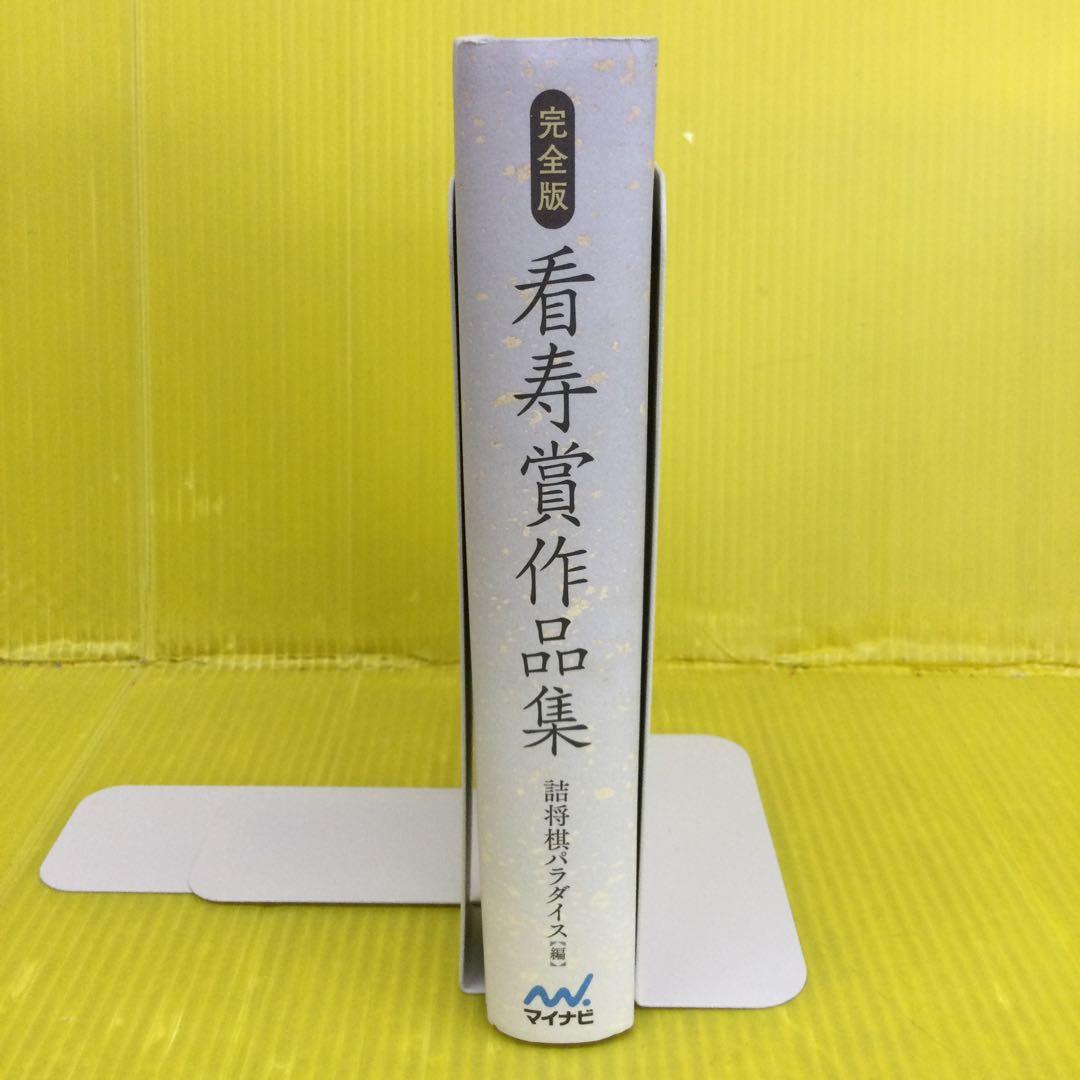 完全版
看寿賞作品集
詰将棋パラダイス【編】
マイナビ